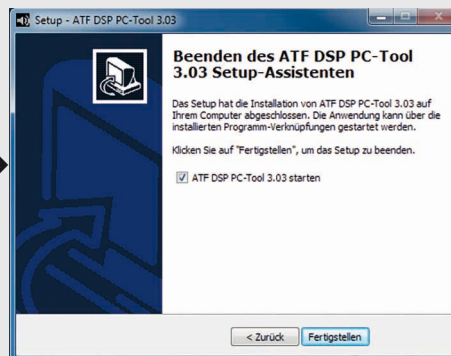 Setup - ATF DSP PC-Tool 3.03
Beenden des ATF DSP PC-Tool
3.03 Setup-Assistenten
Das Setup hat die Installation von ATF DSP PC-Tool 3.03 auf
Ihrem Computer abgeschlossen. Die Anwendung kann über die
installierten Programm-Verknüpfungen gestartet werden.
Klicken Sie auf "Fertigstellen", um das Setup zu beenden.
ATF DSP PC-Tool 3.03 starten
< Zurück Fertigstellen